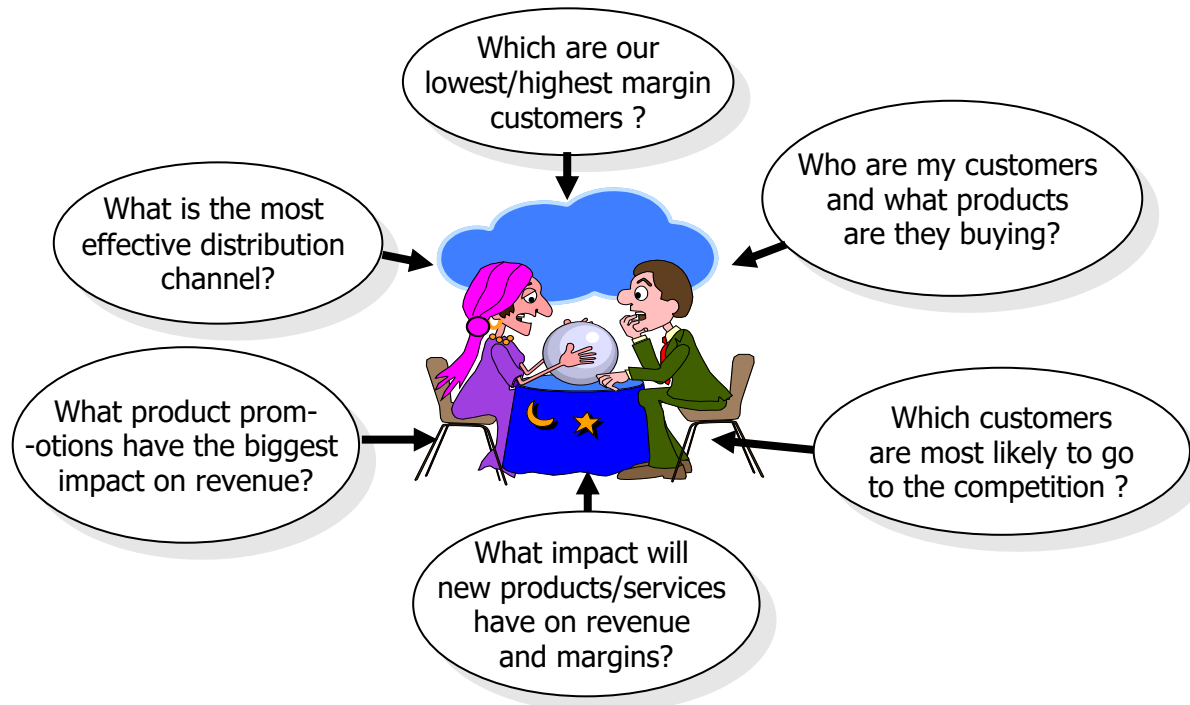 Which are our
lowest/highest margin
customers ?
Who are my customers
and what products
are they buying?
What is the most
effective distribution
channel?
What product prom-
-otions have the biggest
impact on revenue?
Which customers
are most likely to go
to the competition ?
What impact will
new products/services
have on revenue
and margins?